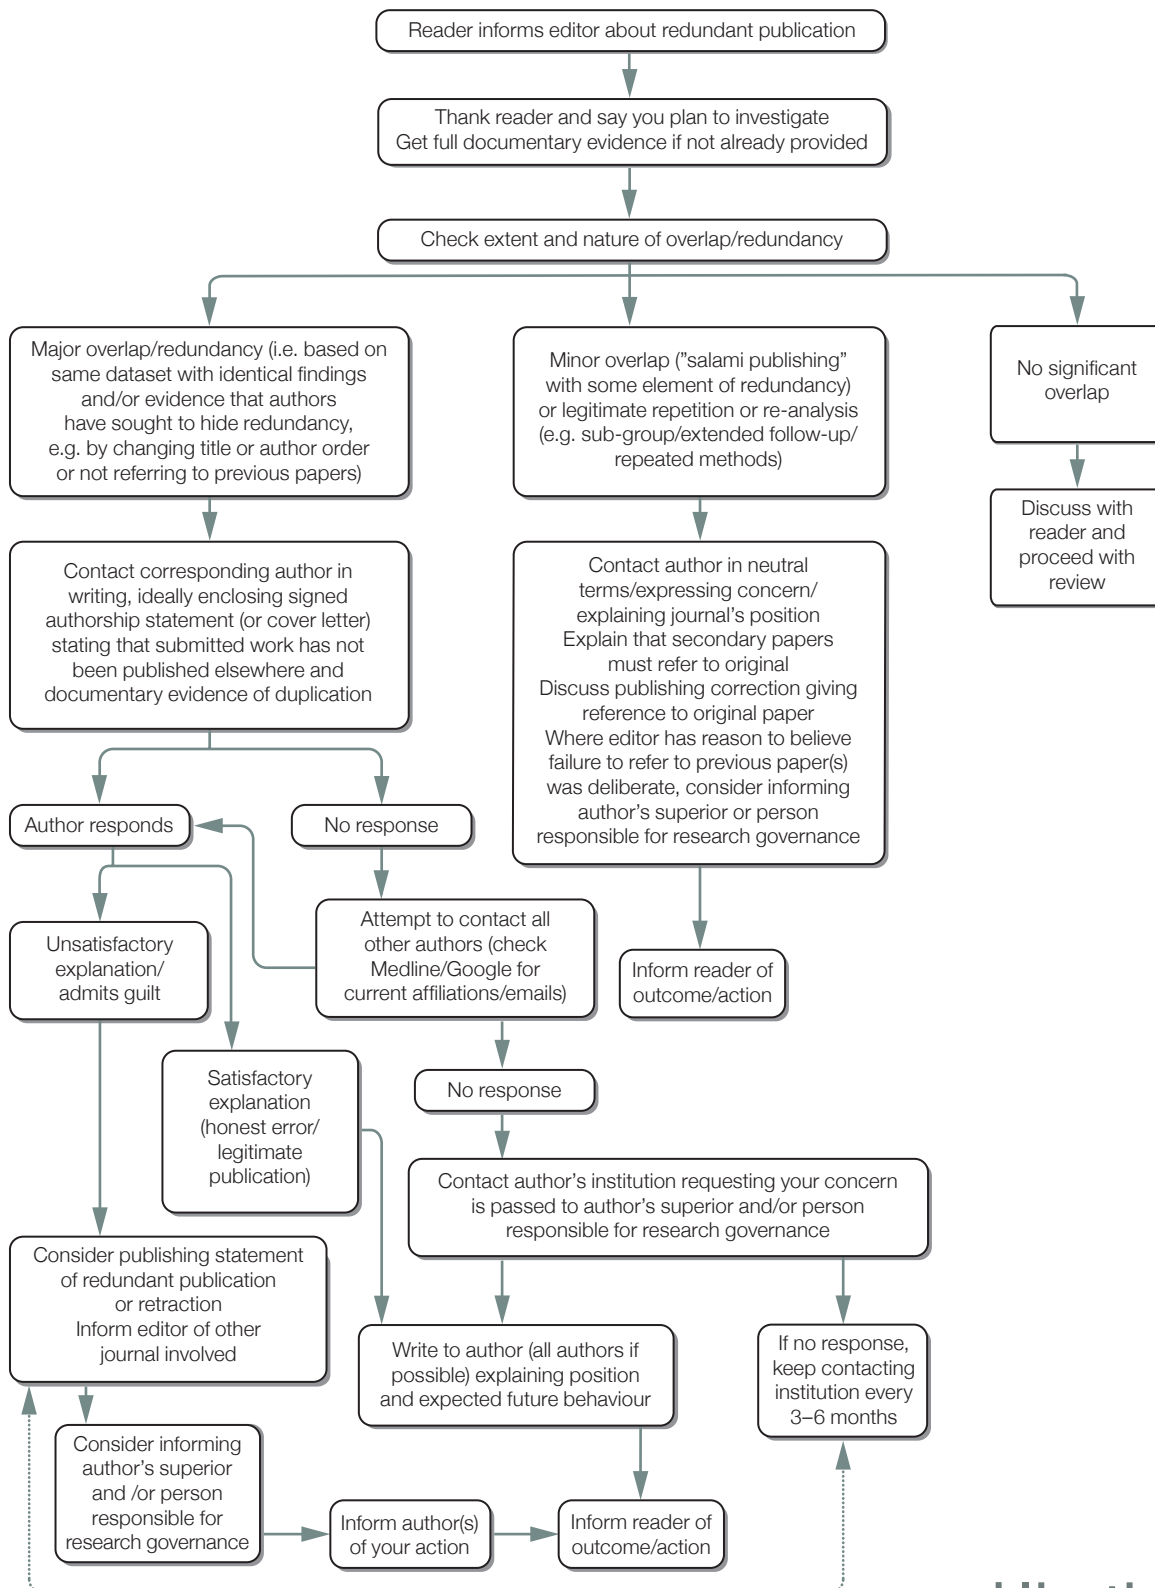 Reader informs editor about redundant publication
Thank reader and say you plan to investigate
Get full documentary evidence if not already provided
Check extent and nature of overlap/redundancy
Major overlap/redundancy (i.e. based on
same dataset with identical findings
and/or evidence that authors
have sought to hide redundancy,
e.g. by changing title or author order
or not referring to previous papers)
Minor overlap ("salami publishing"
with some element of redundancy)
or legitimate repetition or re-analysis
(e.g. sub-group/extended follow-up/
repeated methods)
No significant
overlap
Discuss with
reader and
proceed with
review
Contact corresponding author in
writing, ideally enclosing signed
authorship statement (or cover letter)
stating that submitted work has not
been published elsewhere and
documentary evidence of duplication
Contact author in neutral
terms/expressing concern/
explaining journal's position
Explain that secondary papers
must refer to original
Discuss publishing correction giving
reference to original paper
Where editor has reason to believe
failure to refer to previous paper(s)
was deliberate, consider informing
author's superior or person
responsible for research governance
Author responds
No response
Attempt to contact all
other authors (check
Medline/Google for
current affiliations/emails)
Unsatisfactory
explanation/
admits guilt
Inform reader of
outcome/action
Satisfactory
explanation
(honest error/
legitimate
publication)
No response
Contact author's institution requesting your concern
is passed to author's superior and/or person
responsible for research governance
Consider publishing statement
of redundant publication
or retraction
Inform editor of other
journal involved
Write to author (all authors if
possible) explaining position
and expected future behaviour
If no response,
keep contacting
institution every
3–6 months
Consider informing
author's superior
and /or person
responsible for
research governance
Inform author(s)
of your action
Inform reader of
outcome/action